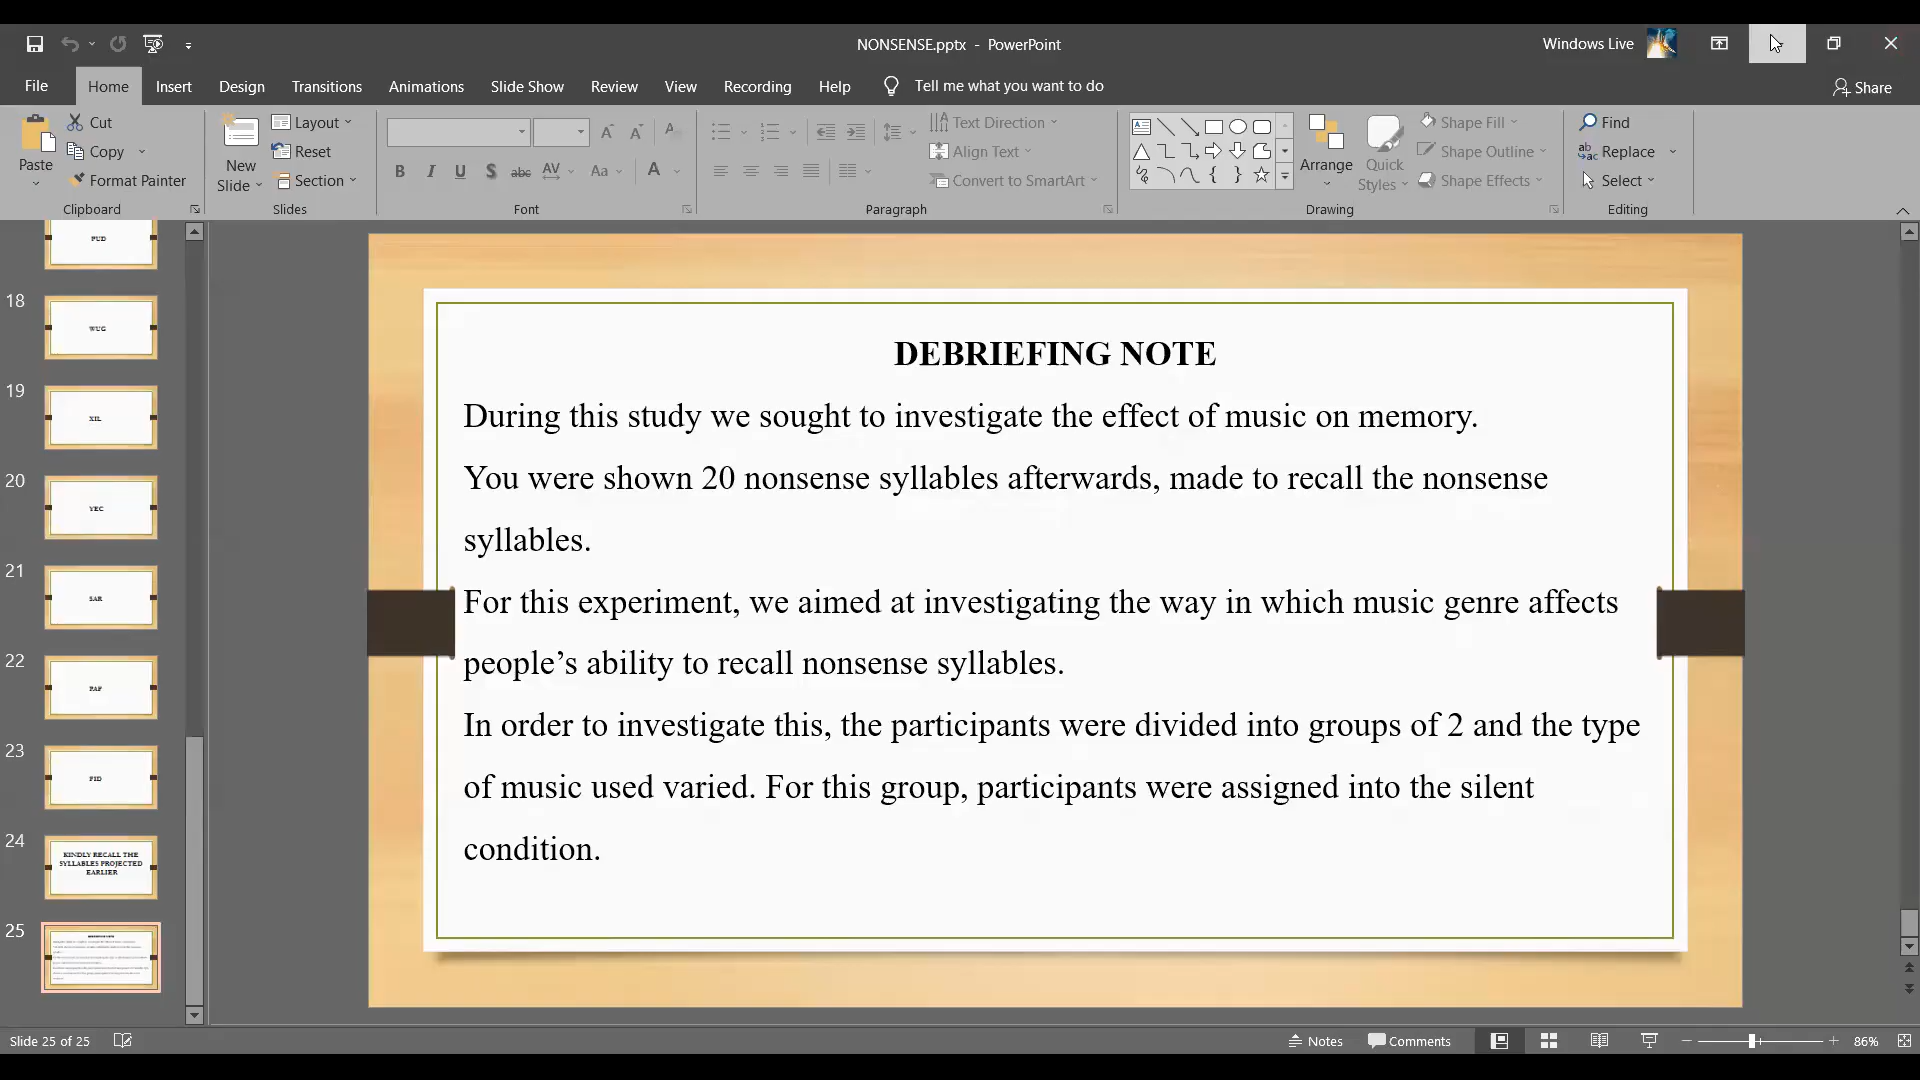 NONSENSE.pptx - PowerPoint
Windows Live
File Home Insert Design Transitions Animations Slide Show Review View Recording Help Tell me what you want to do Share
Paste
Cut
Copy
Format Painter
Clipboard
New Slide
Layout
Reset
Section
Slides
B I U S abc AV Aa A
Font
Text Direction
Align Text
Convert to SmartArt
Paragraph
Arrange
Quick Styles
Shape Fill
Shape Outline
Shape Effects
Drawing
Find
Replace
Select
Editing
18
WUG
19
XIL
20
YEC
21
SAR
22
23
24
KINDLY RECALL THE
SYLLABLES PROJECTED
EARLIER
25
DEBRIEFING NOTE
During this study we sought to investigate the effect of music on memory.
You were shown 20 nonsense syllables afterwards, made to recall the nonsense
syllables.
For this experiment, we aimed at investigating the way in which music genre affects
people’s ability to recall nonsense syllables.
In order to investigate this, the participants were divided into groups of 2 and the type
of music used varied. For this group, participants were assigned into the silent
condition.
Slide 25 of 25
Notes
Comments
86%